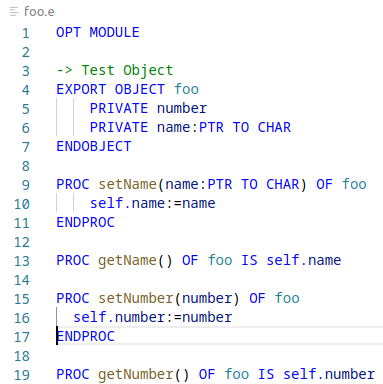 foo.e
1 OPT MODULE
2
3 -> Test Object
4 EXPORT OBJECT foo
5     PRIVATE number
6     PRIVATE name:PTR TO CHAR
7 ENDOBJECT
8
9 PROC setName(name:PTR TO CHAR) OF foo
10     self.name:=name
11 ENDPROC
12
13 PROC getName() OF foo IS self.name
14
15 PROC setNumber(number) OF foo
16   self.number:=number
17 ENDPROC
18
19 PROC getNumber() OF foo IS self.number